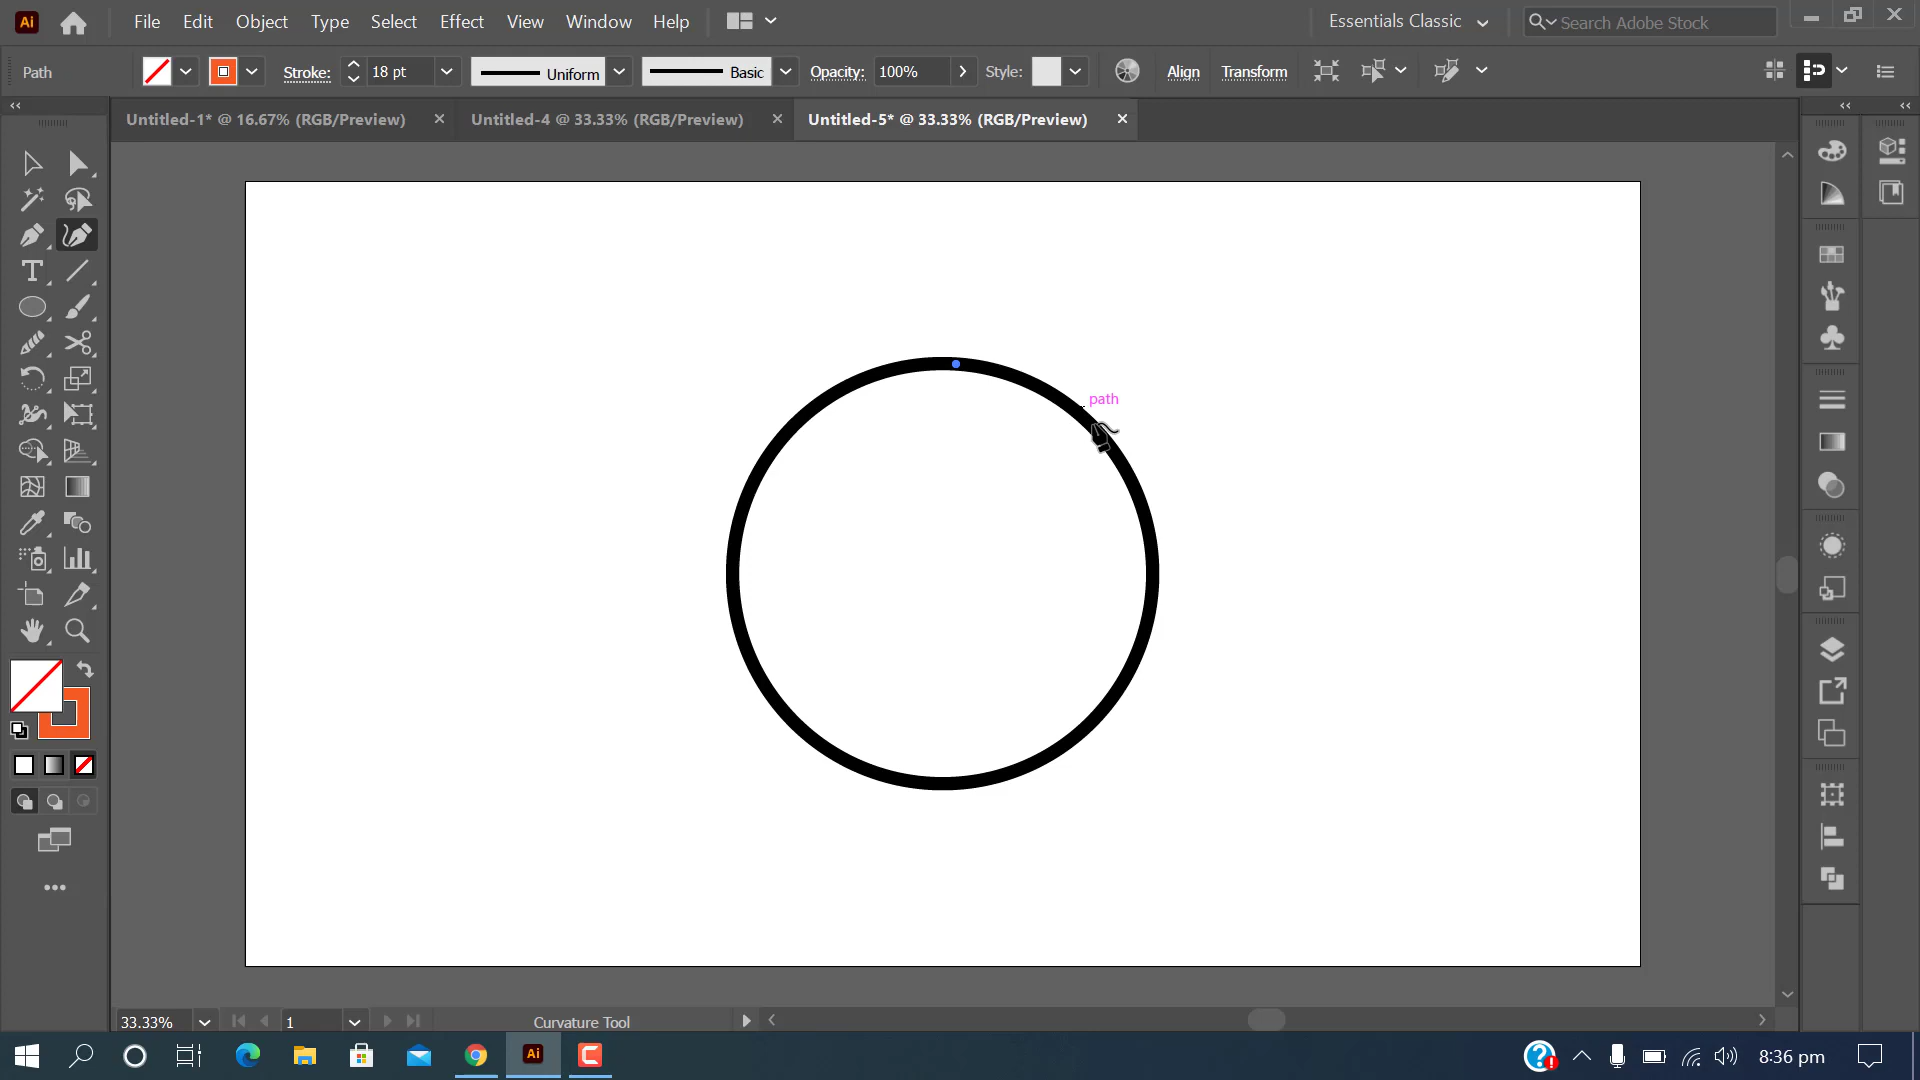 Ai File Edit Object Type Select Effect View Window Help Essentials Classic Search Adobe Stock
Path Stroke: 18 pt Uniform Basic Opacity: 100% Style: Align Transform
Untitled-1* @ 16.67% (RGB/Preview) Untitled-4 @ 33.33% (RGB/Preview) Untitled-5* @ 33.33% (RGB/Preview)
path
33.33% 1 Curvature Tool
Ai 8:36 pm